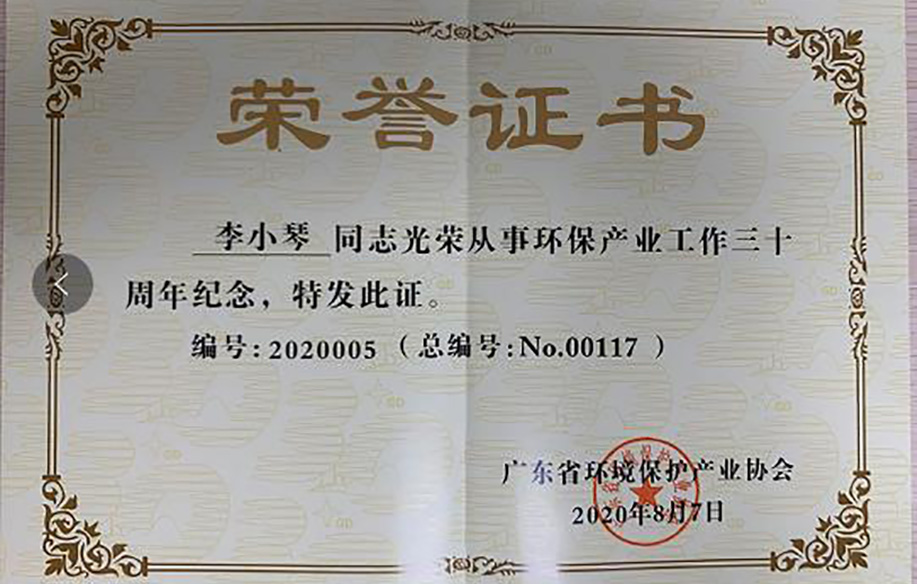 荣誉证书
李小琴 同志光荣从事环保产业工作三十
周年纪念，特发此证。
编号：2020005（总编号：No.00117 ）
广东省环境保护产业协会
2020年8月7日